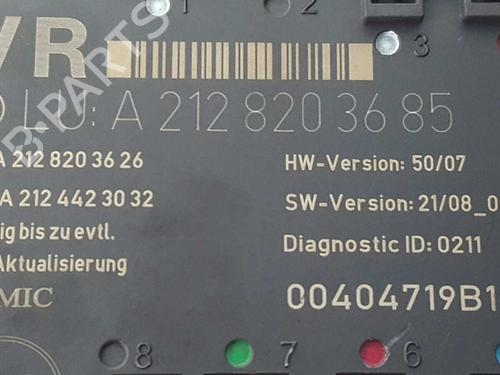 1
VR
3
LU: A 212 820 36 85
A 212 820 36 26
HW-Version: 50/07
A 212 442 30 32
SW-Version: 21/08_0
ig bis zu evtl.
Diagnostic ID: 0211
Aktualisierung
MIC
00404719B1
8
7
6